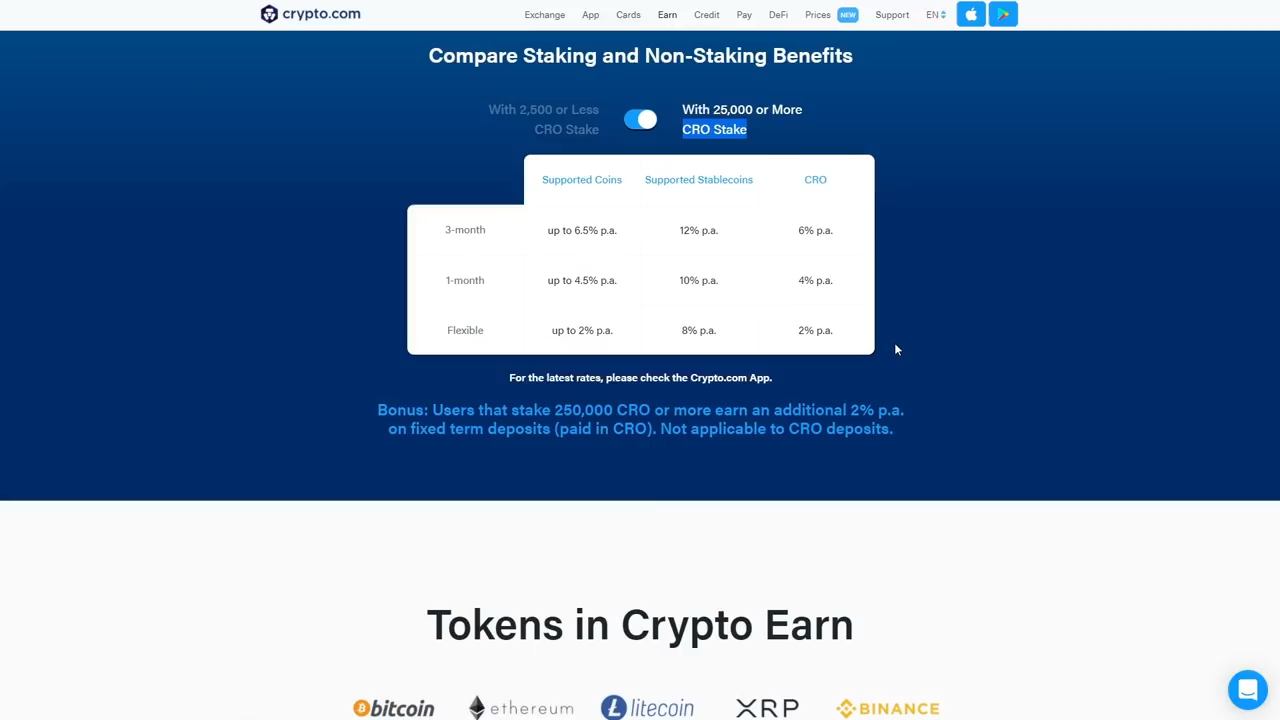 crypto.com
Exchange App Cards Earn Credit Pay DeFi Prices NEW Support EN
Compare Staking and Non-Staking Benefits
With 2,500 or Less
CRO Stake
With 25,000 or More
CRO Stake
Supported Coins Supported Stablecoins CRO
3-month up to 6.5% p.a. 12% p.a. 6% p.a.
1-month up to 4.5% p.a. 10% p.a. 4% p.a.
Flexible up to 2% p.a. 8% p.a. 2% p.a.
For the latest rates, please check the Crypto.com App.
Bonus: Users that stake 250,000 CRO or more earn an additional 2% p.a.
on fixed term deposits (paid in CRO). Not applicable to CRO deposits.
Tokens in Crypto Earn
bitcoin ethereum litecoin XRP BINANCE